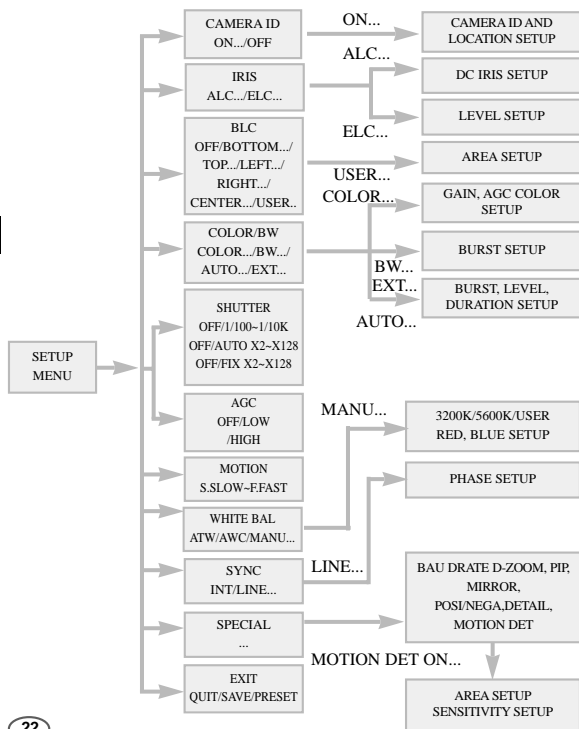 CAMERA ID
ON.../OFF
ON...
CAMERA ID AND
LOCATION SETUP
IRIS
ALC.../ELC...
ALC...
DC IRIS SETUP
LEVEL SETUP
ELC...
BLC
OFF/BOTTOM.../
TOP.../LEFT.../
RIGHT.../
CENTER.../USER..
USER...
AREA SETUP
COLOR/BW
COLOR.../BW.../
AUTO.../EXT...
COLOR...
GAIN, AGC COLOR
SETUP
BW...
EXT...
BURST SETUP
AUTO...
BURST, LEVEL,
DURATION SETUP
SETUP
MENU
SHUTTER
OFF/1/100~1/10K
OFF/AUTO X2~X128
OFF/FIX X2~X128
AGC
OFF/LOW
/HIGH
MOTION
S.SLOW~F.FAST
WHITE BAL
ATW/AWC/MANU...
MANU...
3200K/5600K/USER
RED, BLUE SETUP
SYNC
INT/LINE...
LINE...
PHASE SETUP
SPECIAL
...
BAU DRATE D-ZOOM, PIP,
MIRROR,
POSI/NEGA,DETAIL,
MOTION DET
MOTION DET ON...
AREA SETUP
SENSITIVITY SETUP
EXIT
QUIT/SAVE/PRESET
22